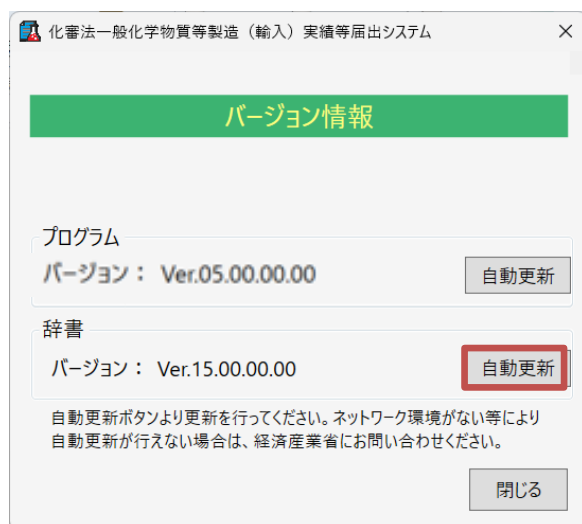 化審法一般化学物質等製造（輸入）実績等届出システム
バージョン情報
プログラム
バージョン： Ver.05.00.00.00
自動更新
辞書
バージョン： Ver.15.00.00.00
自動更新
自動更新ボタンより更新を行ってください。ネットワーク環境がない等により
自動更新が行えない場合は、経済産業省にお問い合わせください。
閉じる